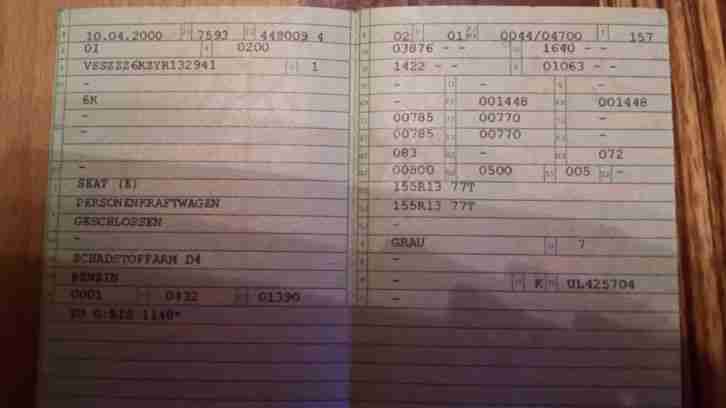 10.04.2000 7593 448009 4
01 0200
VSSZZZ6KZYR132941 1
-
6K
-
-
-
SEAT (E)
PERSONENKRAFTWAGEN
GESCHLOSSEN
-
SCHADSTOFFARM D4
BENZIN
0001 0432 01390
G:BIS 1140*
02 01 0044/04700 157
03876 - - 1640 - -
1422 - - 01063 - -
- - -
- 001448 001448
00785 00770 -
00785 00770 -
083 - 072
00800 0500 005 -
155R13 77T
155R13 77T
-
GRAU 7
-
- K UL425704
-